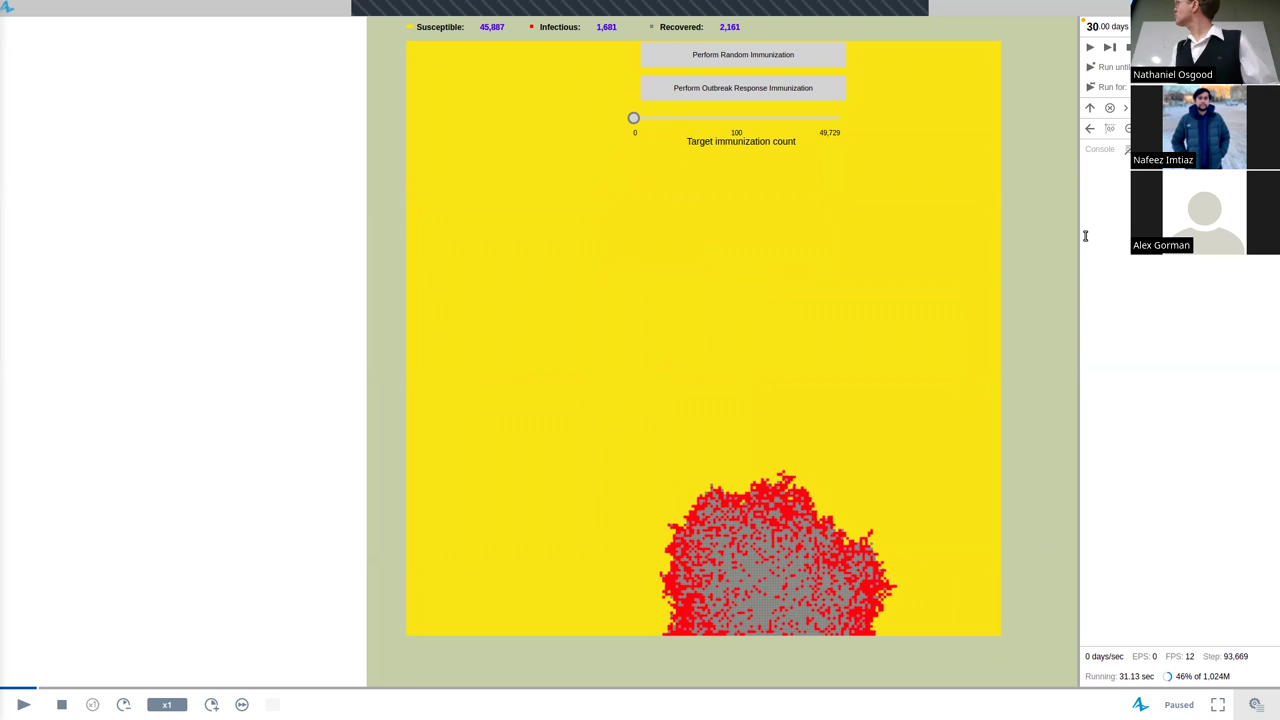 Susceptible: 45,887 Infectious: 1,681 Recovered: 2,161
Perform Random Immunization
Perform Outbreak Response Immunization
0 100 49,729
Target immunization count
30.00 days
Run until
Run for:
Console
Nathaniel Osgood
Nafeez Imtiaz
Alex Gorman
0 days/sec EPS: 0 FPS: 12 Step: 93,669
Running: 31.13 sec 46% of 1,024M
x1 x1 Paused